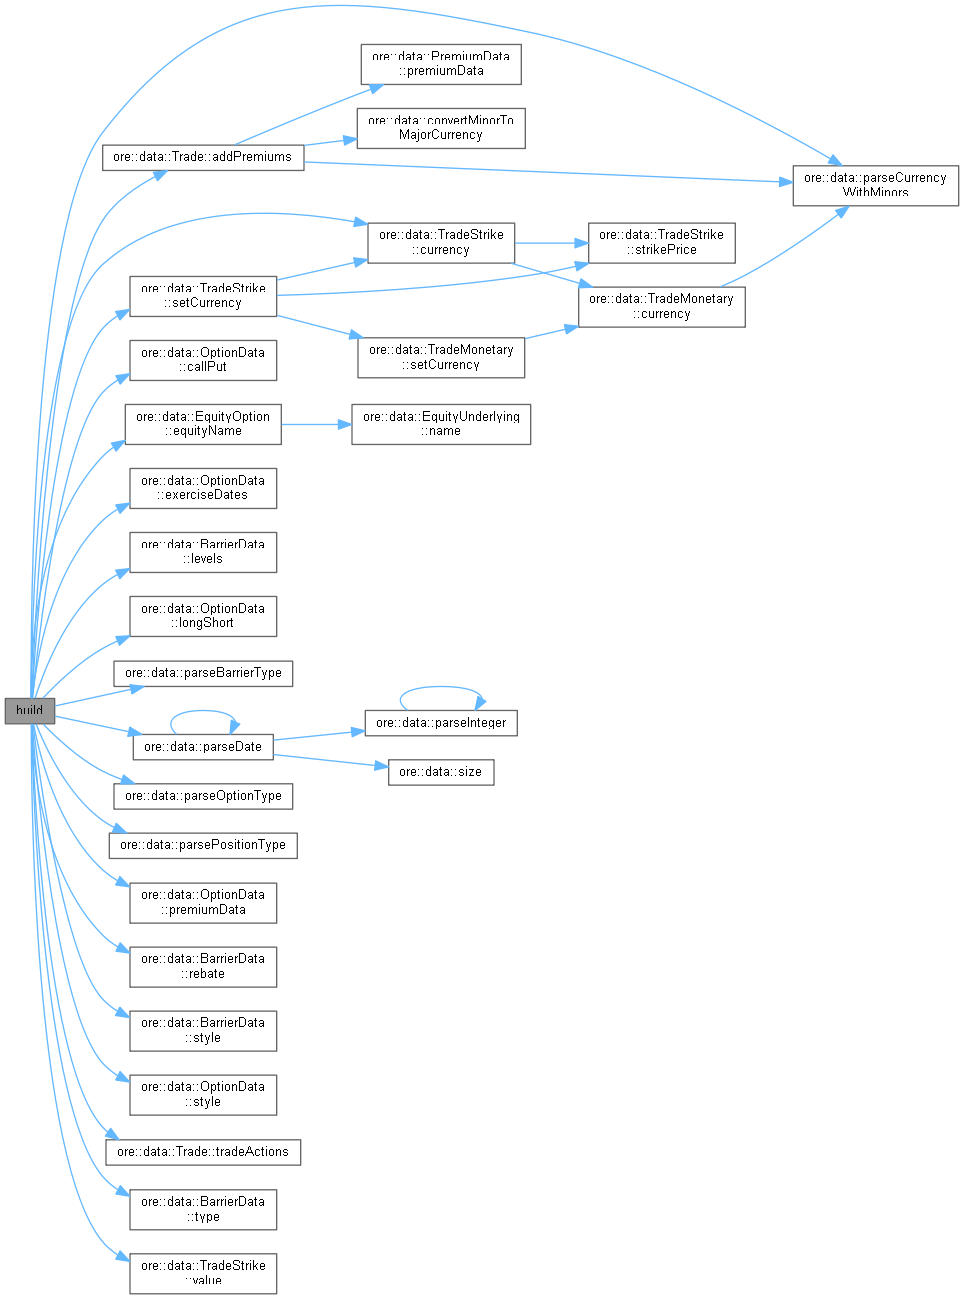 ore::data::PremiumData
::premiumData
ore::data::convertMinorTo
MajorCurrency
ore::data::Trade::addPremiums
ore::data::parseCurrency
WithMinors
ore::data::TradeStrike
::currency
ore::data::TradeStrike
::strikePrice
ore::data::TradeStrike
::setCurrency
ore::data::TradeMonetary
::currency
ore::data::OptionData
::callPut
ore::data::TradeMonetary
::setCurrency
ore::data::EquityOption
::equityName
ore::data::EquityUnderlying
::name
ore::data::OptionData
::exerciseDates
ore::data::BarrierData
::levels
ore::data::OptionData
::longShort
ore::data::parseBarrierType
build
ore::data::parseDate
ore::data::parseInteger
ore::data::size
ore::data::parseOptionType
ore::data::parsePositionType
ore::data::OptionData
::premiumData
ore::data::BarrierData
::rebate
ore::data::BarrierData
::style
ore::data::OptionData
::style
ore::data::Trade::tradeActions
ore::data::BarrierData
::type
ore::data::TradeStrike
::value